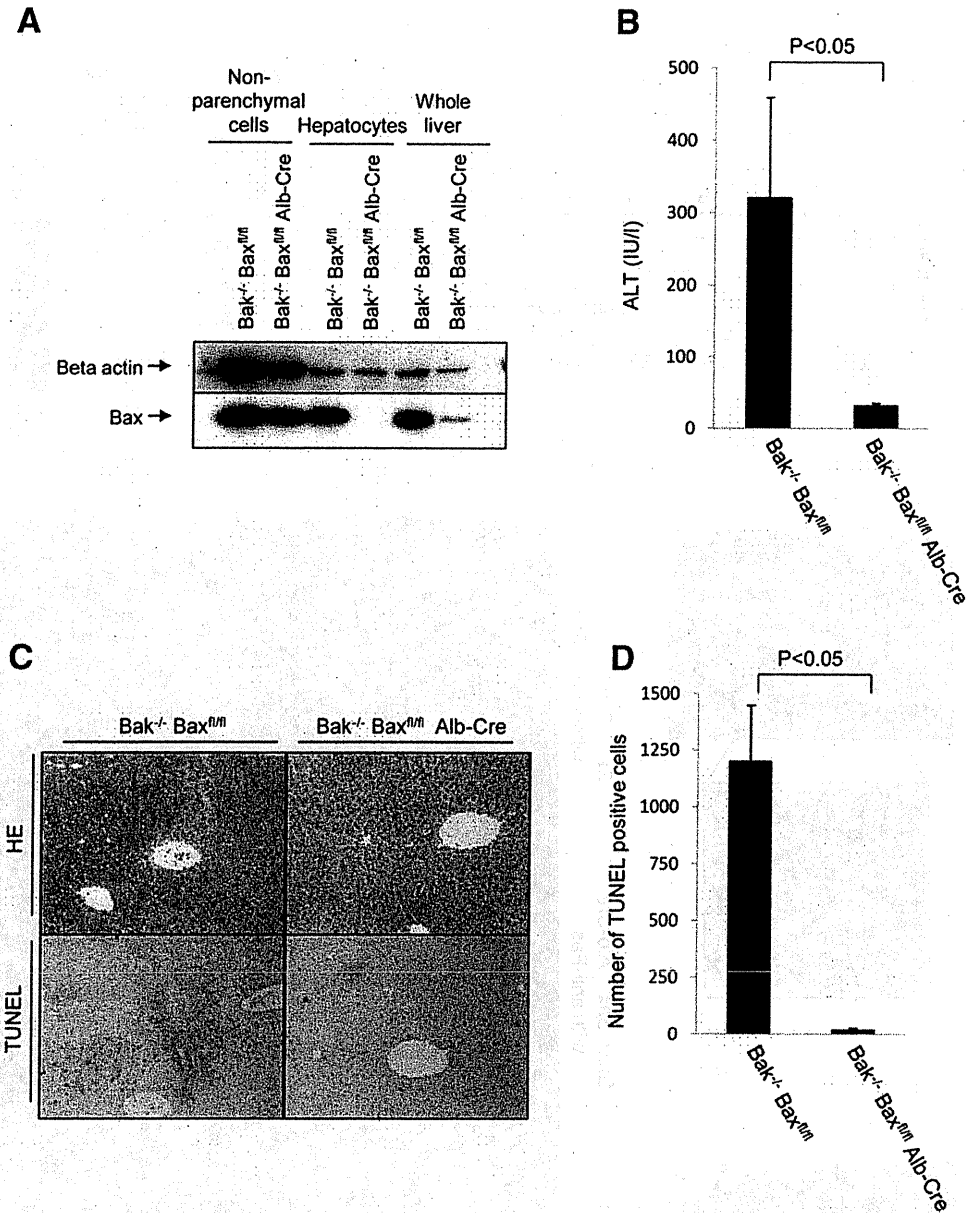 A
Non-
parenchymal
cells
Hepatocytes
Whole
liver
Bak-/- Baxfl/fl
Bak-/- Baxfl/fl Alb-Cre
Bak-/- Baxfl/fl
Bak-/- Baxfl/fl Alb-Cre
Bak-/- Baxfl/fl
Bak-/- Baxfl/fl Alb-Cre
Beta actin
Bax
B
P<0.05
ALT (IU/l)
500
400
300
200
100
0
Bak-/- Baxfl/fl
Bak-/- Baxfl/fl Alb-Cre
C
Bak-/- Baxfl/fl
Bak-/- Baxfl/fl Alb-Cre
HE
TUNEL
D
P<0.05
Number of TUNEL positive cells
1500
1250
1000
750
500
250
0
Bak-/- Baxfl/fl
Bak-/- Baxfl/fl Alb-Cre